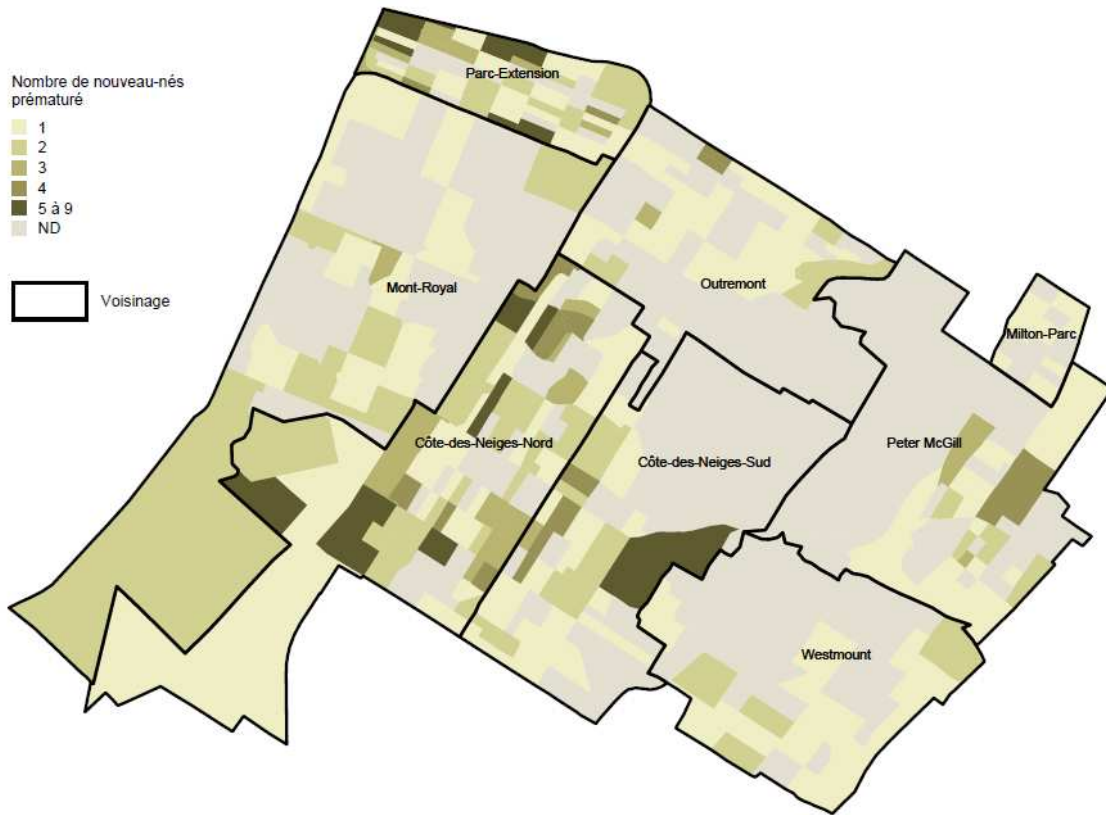 Nombre de nouveau-nés
prématuré
1
2
3
4
5 à 9
ND
Voisinage
Parc-Extension
Mont-Royal
Outremont
Milton-Parc
Côte-des-Neiges-Nord
Côte-des-Neiges-Sud
Peter McGill
Westmount